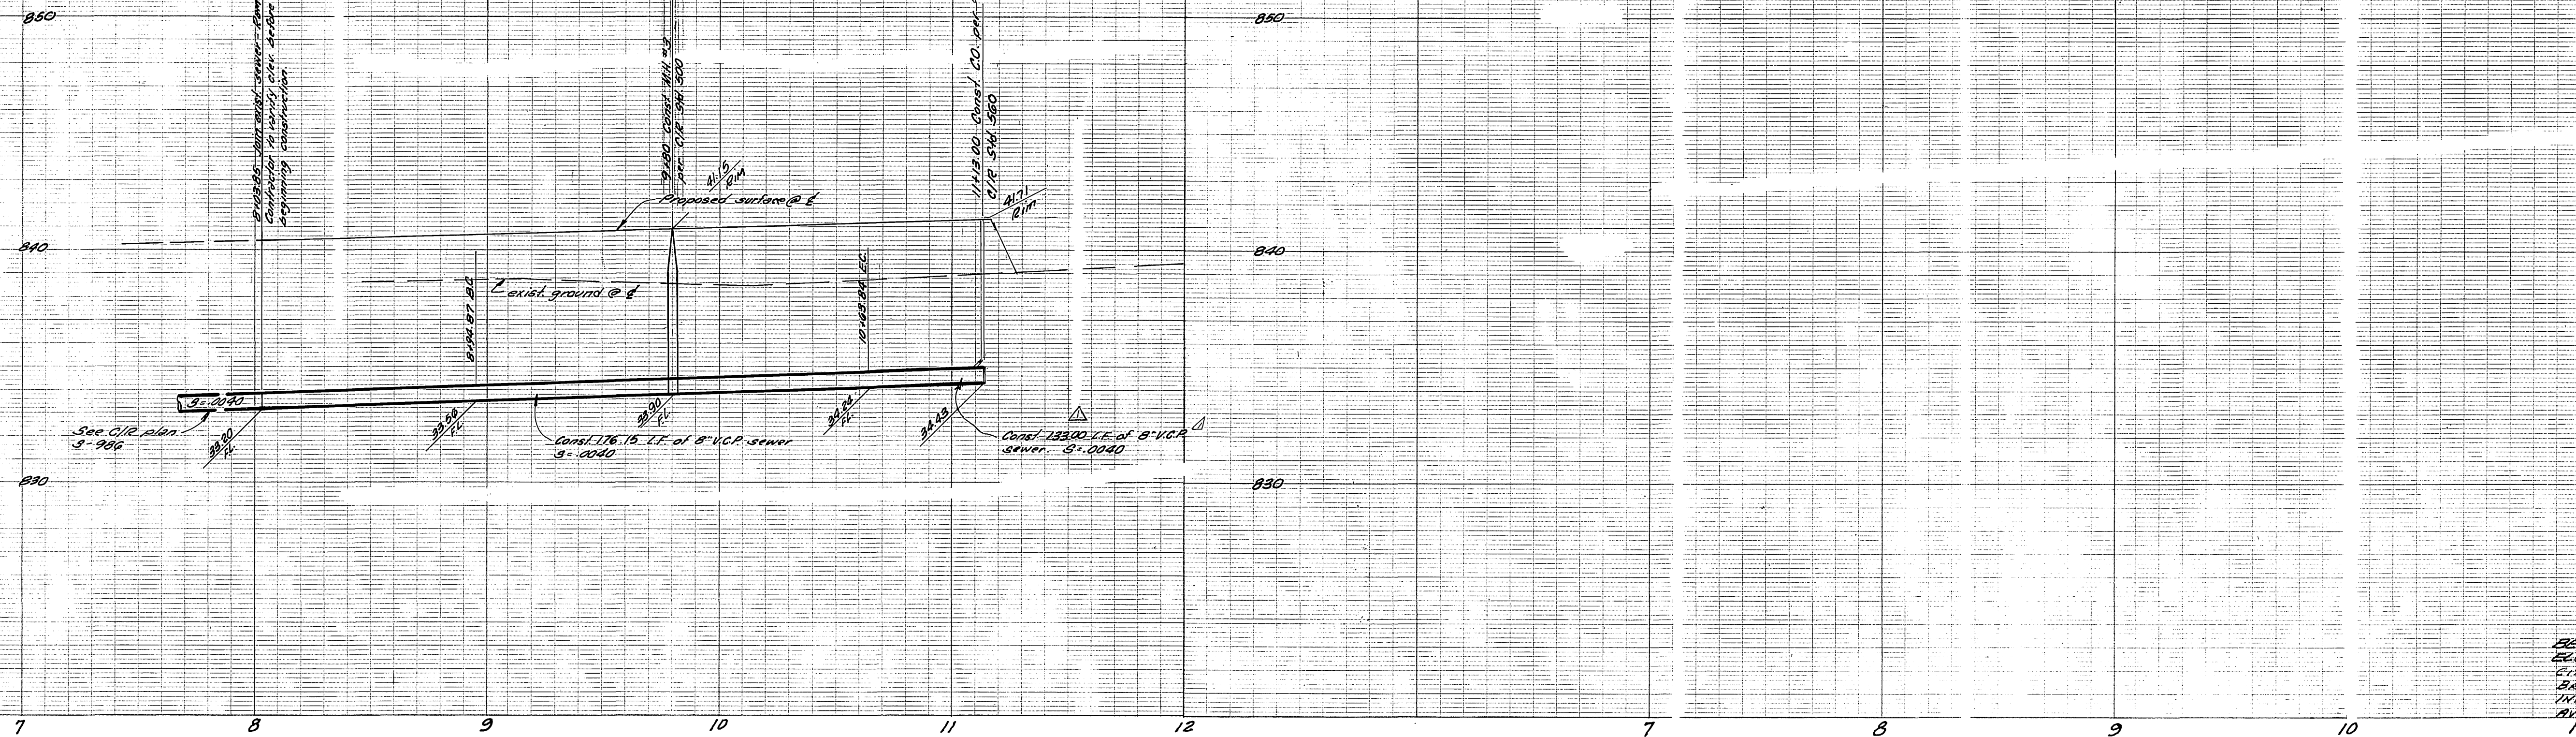 850
850
840
840
830
830
8+03.85 Join exist. sewer
Contractor to verify elev. before
beginning construction.
9+80 Const. M.H. #3
per C/R Std. 500
11+13.00 Const. C.O. per
C/R Std. 560
41.15
Rim
41.71
Rim
Proposed surface @ ℄
exist. ground @ ℄
8+94.87 B.C.
10+63.84 E.C.
S=.0040
See C/R plan
S-986
33.20
F.L.
33.56
F.L.
33.90
F.L.
34.24
F.L.
34.43
Const. 176.15 L.F. of 8" V.C.P. sewer
S=.0040
Const. 133.00 L.F. of 8" V.C.P.
sewer. S=.0040
7 8 9 10 11 12
7 8 9 10